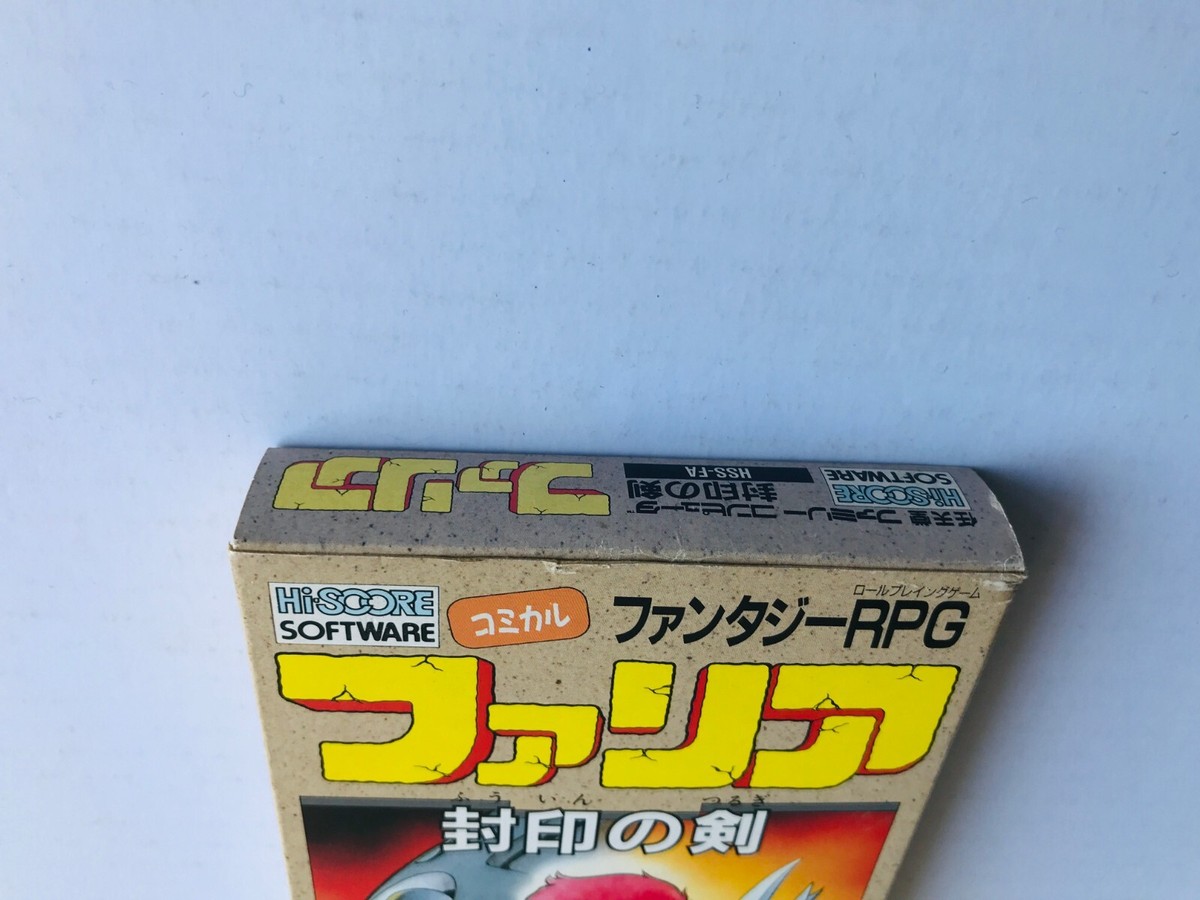 ファリア
HSS-FA
封印の剣
任天堂 ファミリー コンピュータ
Hi・SCORE
SOFTWARE
Hi・SCORE
SOFTWARE
コミカル
ロールプレイングゲーム
ファンタジーRPG
ファリア
ふういん つるぎ
封印の剣